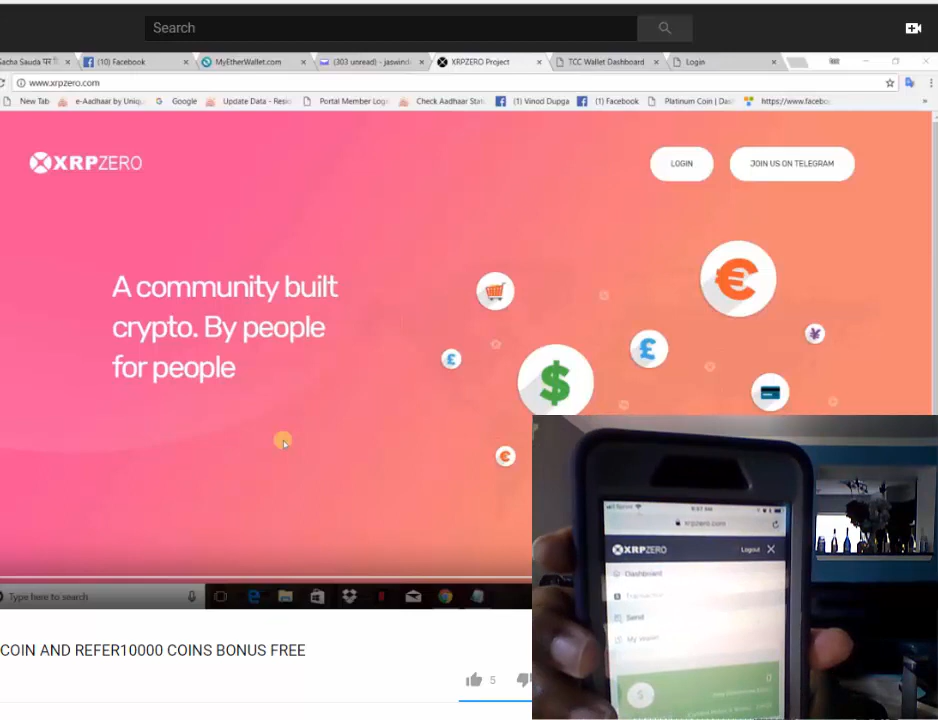 Search
Sacha Sauda
(10) Facebook
MyEtherWallet.com
(303 unread) - jaswind
XRPZERO Project
TCC Wallet Dashboard
Login
www.xrpzero.com
New Tab
e-Aadhaar by Uniq
Google
Update Data - Resi
Portal Member Log
Check Aadhaar Stat
(1) Vinod Dupga
(1) Facebook
Platinum Coin | Das
https://www.facebo
XRPZERO
LOGIN
JOIN US ON TELEGRAM
A community built
crypto. By people
for people
Type here to search
COIN AND REFER10000 COINS BONUS FREE
5
xrpzero.com
XRPZERO
Logout
Dashboard
Send
My Wallet
0